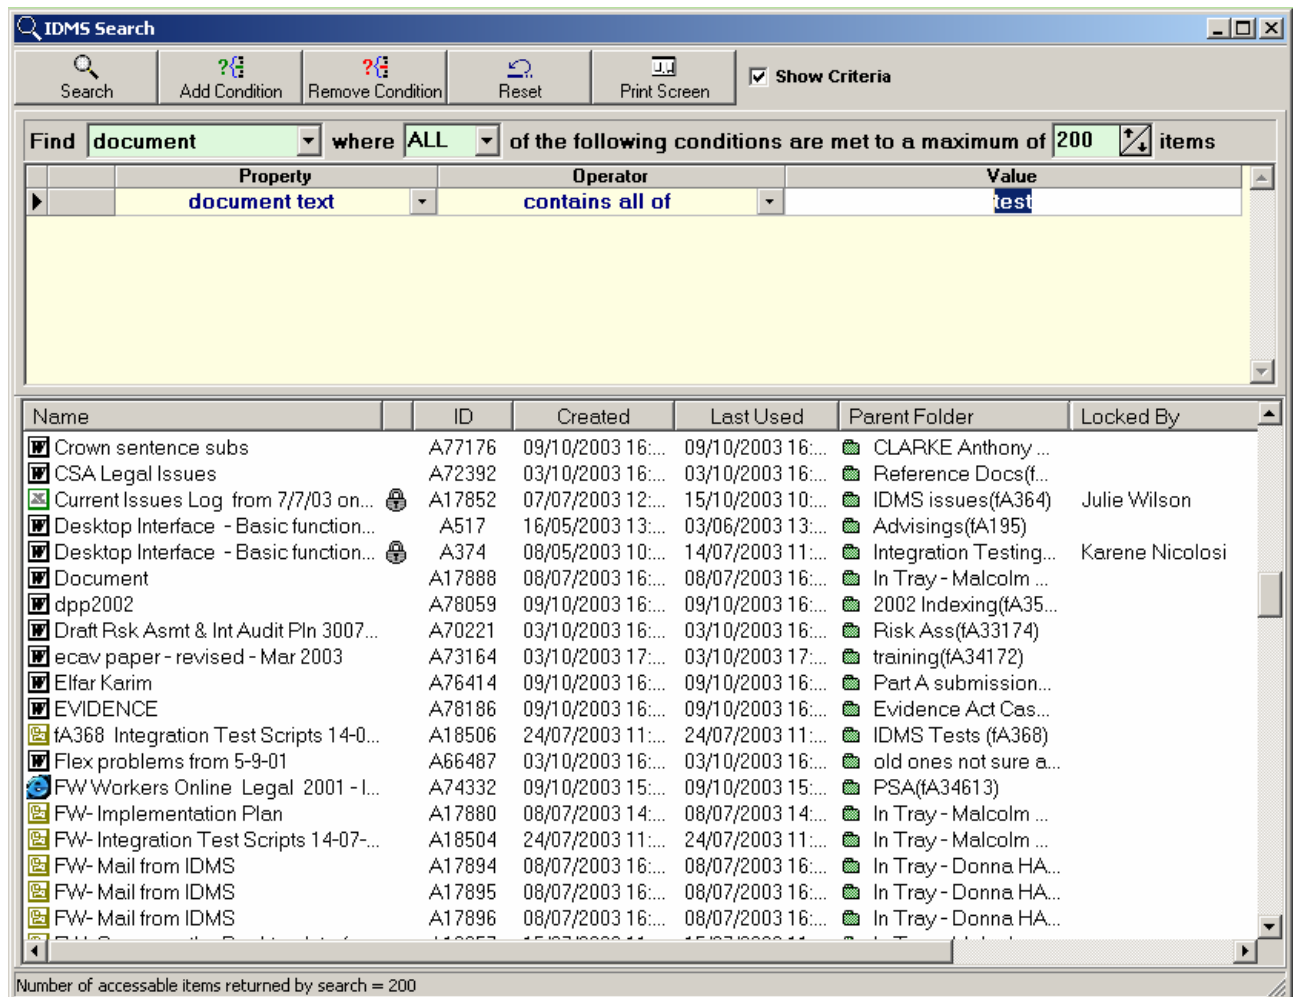 IDMS Search
Search Add Condition Remove Condition Reset Print Screen Show Criteria
Find document where ALL of the following conditions are met to a maximum of 200 items
Property Operator Value
document text contains all of test
Name ID Created Last Used Parent Folder Locked By
Crown sentence subs A77176 09/10/2003 16:... 09/10/2003 16:... CLARKE Anthony ...
CSA Legal Issues A72392 03/10/2003 16:... 03/10/2003 16:... Reference Docs(f...
Current Issues Log from 7/7/03 on... A17852 07/07/2003 12:... 15/10/2003 10:... IDMS issues(fA364) Julie Wilson
Desktop Interface - Basic function... A517 16/05/2003 13:... 03/06/2003 13:... Advisings(fA195)
Desktop Interface - Basic function... A374 08/05/2003 10:... 14/07/2003 11:... Integration Testing... Karene Nicolosi
Document A17888 08/07/2003 16:... 08/07/2003 16:... In Tray - Malcolm ...
dpp2002 A78059 09/10/2003 16:... 09/10/2003 16:... 2002 Indexing(fA35...
Draft Rsk Asmt & Int Audit Pln 3007... A70221 03/10/2003 16:... 03/10/2003 16:... Risk Ass(fA33174)
ecav paper - revised - Mar 2003 A73164 03/10/2003 17:... 03/10/2003 17:... training(fA34172)
Elfar Karim A76414 09/10/2003 16:... 09/10/2003 16:... Part A submission...
EVIDENCE A78186 09/10/2003 16:... 09/10/2003 16:... Evidence Act Cas...
fA368 Integration Test Scripts 14-0... A18506 24/07/2003 11:... 24/07/2003 11:... IDMS Tests (fA368)
Flex problems from 5-9-01 A66487 03/10/2003 16:... 03/10/2003 16:... old ones not sure a...
FW Workers Online Legal 2001 - I... A74332 09/10/2003 15:... 09/10/2003 15:... PSA(fA34613)
FW- Implementation Plan A17880 08/07/2003 14:... 08/07/2003 14:... In Tray - Malcolm ...
FW- Integration Test Scripts 14-07-... A18504 24/07/2003 11:... 24/07/2003 11:... In Tray - Malcolm ...
FW- Mail from IDMS A17894 08/07/2003 16:... 08/07/2003 16:... In Tray - Donna HA...
FW- Mail from IDMS A17895 08/07/2003 16:... 08/07/2003 16:... In Tray - Donna HA...
FW- Mail from IDMS A17896 08/07/2003 16:... 08/07/2003 16:... In Tray - Donna HA...
Number of accessable items returned by search = 200